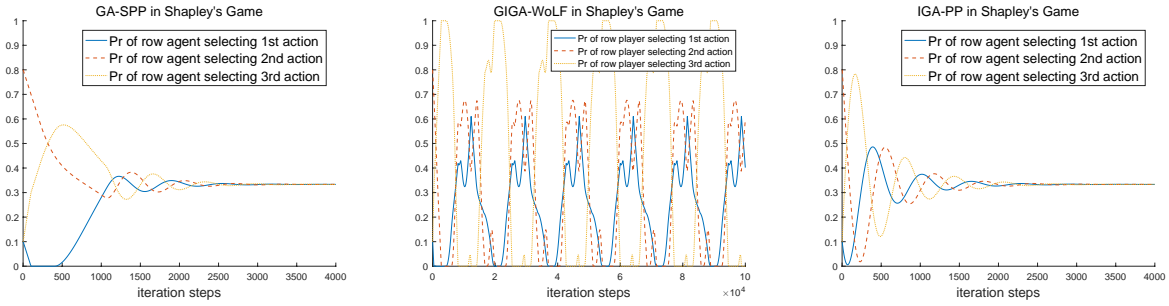 GA-SPP in Shapley's Game
1
0.9
0.8
0.7
0.6
0.5
0.4
0.3
0.2
0.1
0
Pr of row agent selecting 1st action
Pr of row agent selecting 2nd action
Pr of row agent selecting 3rd action
0 500 1000 1500 2000 2500 3000 3500 4000
iteration steps
GIGA-WoLF in Shapley's Game
1
0.9
0.8
0.7
0.6
0.5
0.4
0.3
0.2
0.1
0
Pr of row player selecting 1st action
Pr of row player selecting 2nd action
Pr of row player selecting 3rd action
0 2 4 6 8 10
×10⁴
iteration steps
IGA-PP in Shapley's Game
1
0.9
0.8
0.7
0.6
0.5
0.4
0.3
0.2
0.1
0
Pr of row agent selecting 1st action
Pr of row agent selecting 2nd action
Pr of row agent selecting 3rd action
0 500 1000 1500 2000 2500 3000 3500 4000
iteration steps